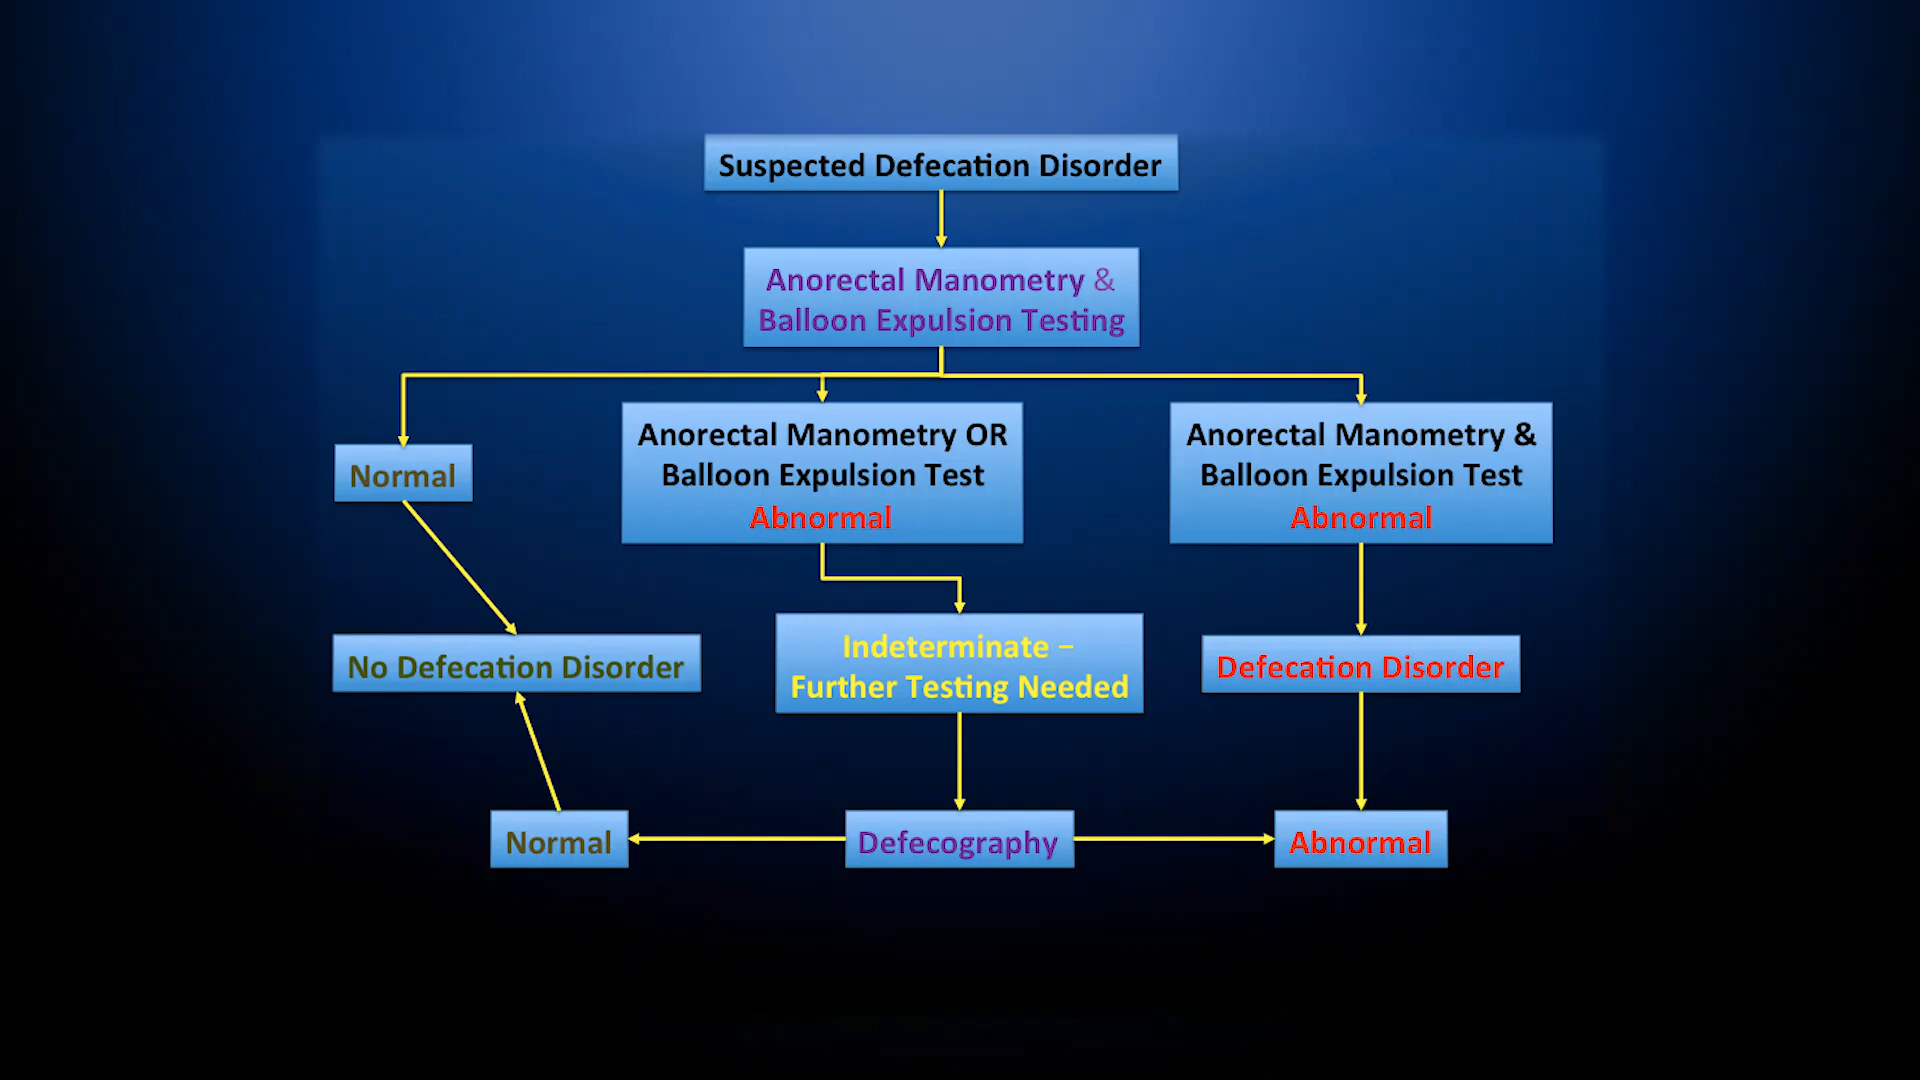 Suspected Defecation Disorder
Anorectal Manometry &
Balloon Expulsion Testing
Normal
Anorectal Manometry OR
Balloon Expulsion Test
Abnormal
Anorectal Manometry &
Balloon Expulsion Test
Abnormal
No Defecation Disorder
Indeterminate –
Further Testing Needed
Defecation Disorder
Normal
Defecography
Abnormal